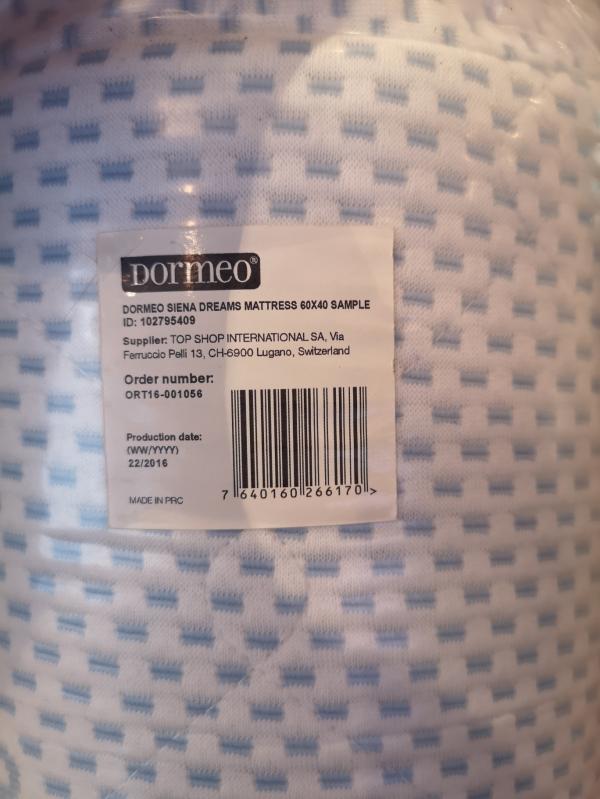 DORMEO®
DORMEO SIENA DREAMS MATTRESS 60X40 SAMPLE
ID: 102795409
Supplier: TOP SHOP INTERNATIONAL SA, Via
Ferruccio Pelli 13, CH-6900 Lugano, Switzerland
Order number:
ORT16-001056
Production date:
(WW/YYYY)
22/2016
MADE IN PRC
7 640160 266170 >